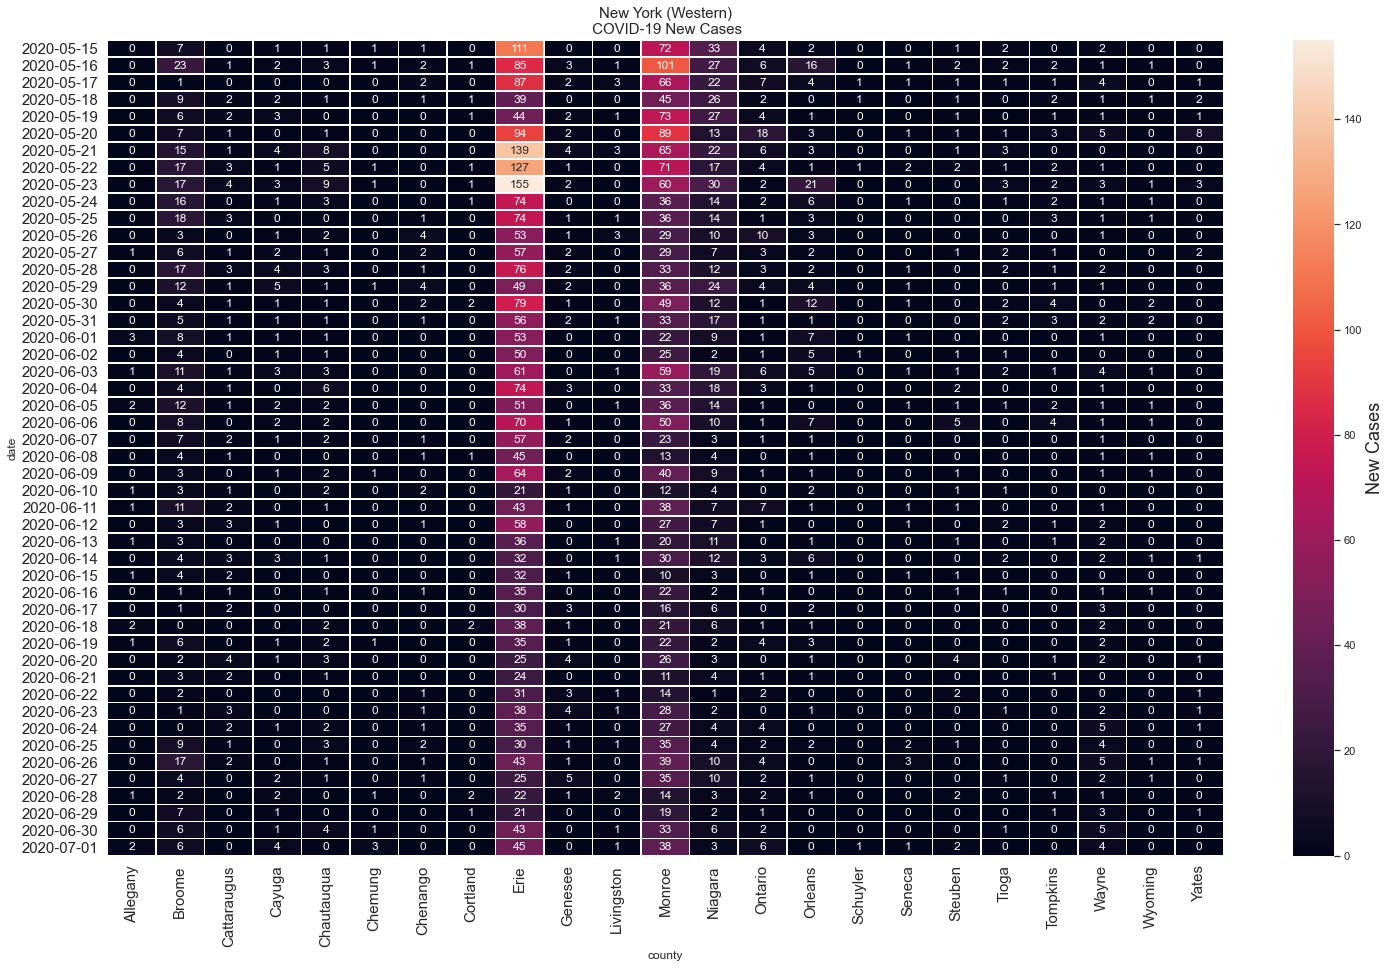 New York (Western)
COVID-19 New Cases
2020-05-15 0 7 0 1 1 1 1 0 111 0 0 72 33 4 2 0 0 1 2 0 2 0 0
2020-05-16 0 23 1 2 3 1 2 1 85 3 1 101 27 6 16 0 1 2 2 2 1 1 0
2020-05-17 0 1 0 0 0 0 2 0 87 2 3 66 22 7 4 1 1 1 1 1 4 0 1
2020-05-18 0 9 2 2 1 0 1 1 39 0 0 45 26 2 0 1 0 1 0 2 1 1 2
2020-05-19 0 6 2 3 0 0 0 1 44 2 1 73 27 4 1 0 0 1 0 1 0 1 1
2020-05-20 0 7 1 0 1 0 0 0 94 2 0 89 13 18 3 0 1 1 1 3 5 0 8
2020-05-21 0 15 1 4 8 0 0 0 139 4 3 65 22 6 3 0 0 1 3 0 0 0 0
2020-05-22 0 17 3 1 5 1 0 1 127 0 0 71 17 4 1 1 2 2 1 2 1 0 0
2020-05-23 0 17 4 3 9 1 0 1 155 2 0 60 30 2 21 0 0 0 3 2 3 1 3
2020-05-24 0 16 0 1 3 0 0 1 74 0 0 36 14 2 6 0 1 0 1 2 1 1 0
2020-05-25 0 18 3 0 0 0 1 0 74 1 1 36 14 1 3 0 0 0 0 3 1 1 0
2020-05-26 0 3 0 1 2 0 4 0 53 1 3 29 10 10 3 0 0 0 0 0 1 0 0
2020-05-27 1 6 1 2 1 0 2 0 57 2 0 29 7 3 2 0 0 1 2 1 0 0 2
2020-05-28 0 17 3 4 3 0 1 0 76 2 0 33 12 3 2 0 1 0 2 1 2 0 0
2020-05-29 0 12 1 5 1 1 4 0 49 2 0 36 24 4 4 0 1 0 0 0 1 0 0
2020-05-30 0 4 1 1 1 0 2 2 79 1 0 49 12 1 12 0 1 0 2 4 0 2 0
2020-05-31 0 5 1 1 1 0 1 0 56 2 1 33 17 1 1 0 0 0 2 3 2 2 0
2020-06-01 3 8 1 1 1 0 0 0 53 0 0 22 9 1 7 0 1 0 0 0 0 0 0
2020-06-02 0 4 0 1 1 0 0 0 50 0 0 25 2 1 5 1 0 1 1 0 0 0 0
2020-06-03 1 11 1 3 3 0 0 0 61 0 1 59 19 6 5 0 1 1 2 1 4 1 0
2020-06-04 0 4 1 0 6 0 0 0 74 3 0 33 18 3 1 0 0 2 0 0 1 0 0
2020-06-05 2 12 1 2 2 0 0 0 51 0 1 36 14 1 0 0 1 1 1 2 1 1 0
2020-06-06 0 8 0 2 2 0 0 0 70 1 0 50 10 1 7 0 0 5 0 4 1 1 0
2020-06-07 0 7 2 1 2 0 1 0 57 2 0 23 3 1 1 0 0 0 0 0 1 0 0
2020-06-08 0 4 1 0 0 0 1 1 45 0 0 13 4 0 1 0 0 0 0 0 1 1 0
2020-06-09 0 3 0 1 2 1 0 0 64 2 0 40 9 1 1 0 0 1 0 0 1 1 0
2020-06-10 1 3 1 0 2 0 2 0 21 1 0 12 4 0 2 0 0 1 1 0 0 0 0
2020-06-11 1 11 2 0 1 0 0 0 43 1 0 38 7 7 1 0 1 1 0 0 1 0 0
2020-06-12 0 3 3 1 0 0 1 0 58 0 0 27 7 1 0 0 1 0 2 1 2 0 0
2020-06-13 1 3 0 0 0 0 0 0 36 0 1 20 11 0 1 0 0 1 0 1 2 0 0
2020-06-14 0 4 3 3 1 0 0 0 32 0 1 30 12 3 6 0 0 0 2 0 2 1 1
2020-06-15 1 4 2 0 0 0 0 0 32 1 0 10 3 0 1 0 1 1 0 0 0 0 0
2020-06-16 0 1 1 0 1 0 1 0 35 0 0 22 2 1 0 0 0 1 1 0 1 1 0
2020-06-17 0 1 2 0 0 0 0 0 30 3 0 16 6 0 2 0 0 0 0 0 3 0 0
2020-06-18 2 0 0 0 2 0 0 2 38 1 0 21 6 1 1 0 0 0 0 0 2 0 0
2020-06-19 1 6 0 1 2 1 0 0 35 1 0 22 2 4 3 0 0 0 0 0 2 0 0
2020-06-20 0 2 4 1 3 0 0 0 25 4 0 26 3 0 1 0 0 4 0 1 2 0 1
2020-06-21 0 3 2 0 1 0 0 0 24 0 0 11 4 1 1 0 0 0 0 1 0 0 0
2020-06-22 0 2 0 0 0 0 1 0 31 3 1 14 1 2 0 0 0 2 0 0 0 0 1
2020-06-23 0 1 3 0 0 0 1 0 38 4 1 28 2 0 1 0 0 0 1 0 2 0 1
2020-06-24 0 0 2 1 2 0 1 0 35 1 0 27 4 4 0 0 0 0 0 0 5 0 1
2020-06-25 0 9 1 0 3 0 2 0 30 1 1 35 4 2 2 0 2 1 0 0 4 0 0
2020-06-26 0 17 2 0 1 0 1 0 43 1 0 39 10 4 0 0 3 0 0 0 5 1 1
2020-06-27 0 4 0 2 1 0 1 0 25 5 0 35 10 2 1 0 0 0 1 0 2 1 0
2020-06-28 1 2 0 2 0 1 0 2 22 1 2 14 3 2 1 0 0 2 0 1 1 0 0
2020-06-29 0 7 0 1 0 0 0 1 21 0 0 19 2 1 0 0 0 0 0 1 3 0 1
2020-06-30 0 6 0 1 4 1 0 0 43 0 1 33 6 2 0 0 0 0 1 0 5 0 0
2020-07-01 2 6 0 4 0 3 0 0 45 0 1 38 3 6 0 1 1 2 0 0 4 0 0
date
Allegany Broome Cattaraugus Cayuga Chautauqua Chemung Chenango Cortland Erie Genesee Livingston Monroe Niagara Ontario Orleans Schuyler Seneca Steuben Tioga Tompkins Wayne Wyoming Yates
county
140
120
100
80
60
40
20
0
New Cases